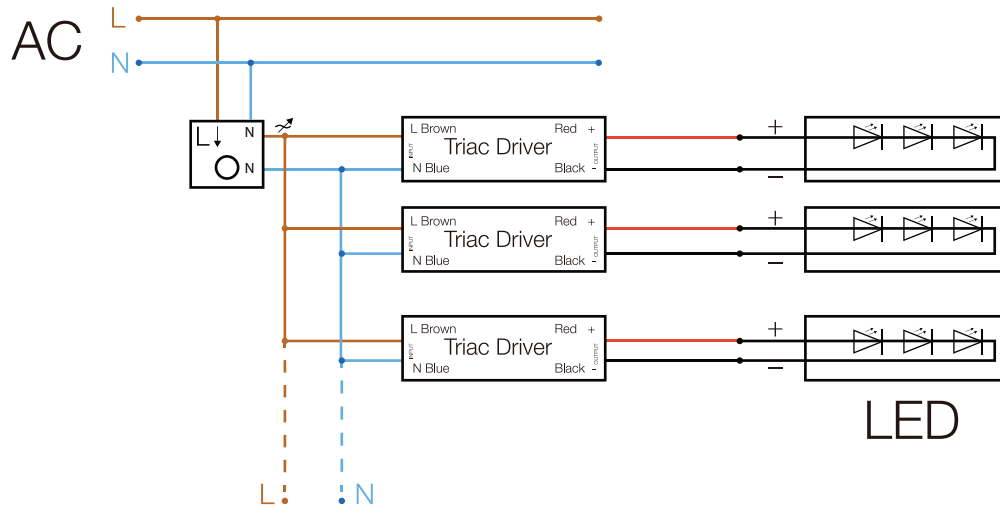 AC
L
N
L N
N
L Brown Red +
INPUT Triac Driver OUTPUT
N Blue Black -
+
−
L Brown Red +
INPUT Triac Driver OUTPUT
N Blue Black -
+
−
L Brown Red +
INPUT Triac Driver OUTPUT
N Blue Black -
+
−
LED
L N